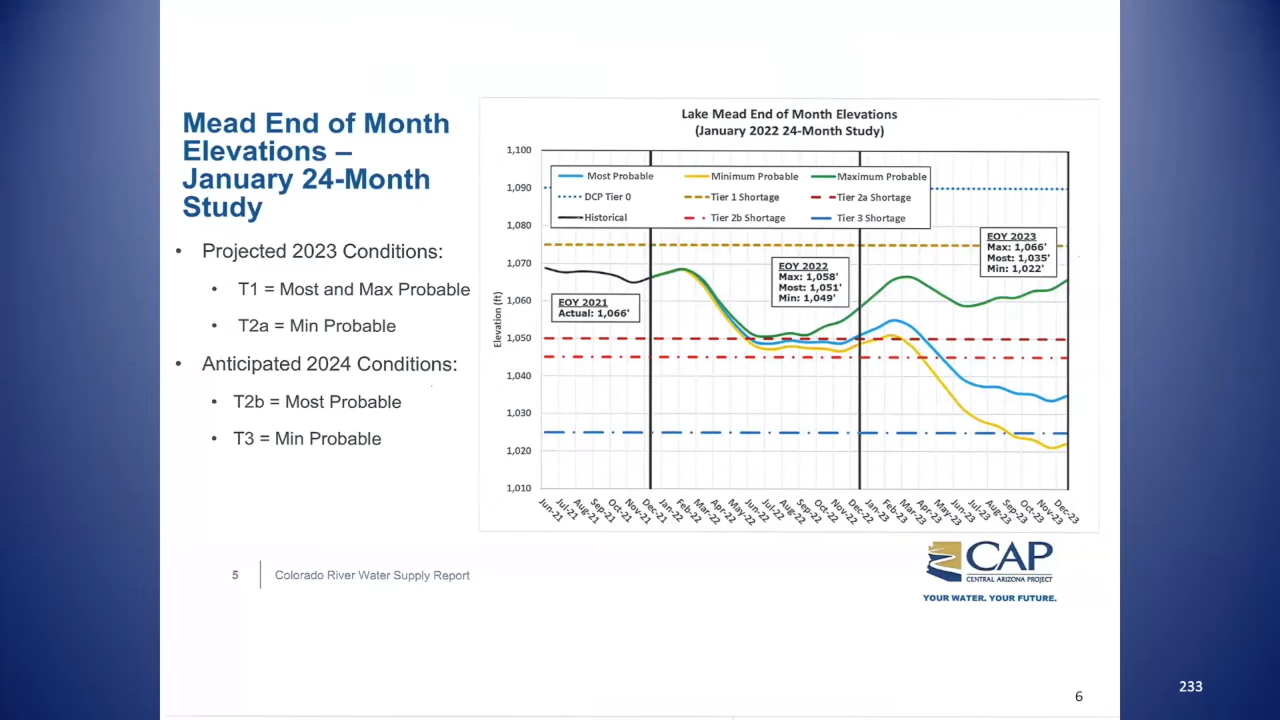 Mead End of Month
Elevations –
January 24-Month
Study
• Projected 2023 Conditions:
• T1 = Most and Max Probable
• T2a = Min Probable
• Anticipated 2024 Conditions:
• T2b = Most Probable
• T3 = Min Probable
Lake Mead End of Month Elevations
(January 2022 24-Month Study)
Elevation (ft)
1,100
1,090
1,080
1,070
1,060
1,050
1,040
1,030
1,020
1,010
Most Probable
Minimum Probable
Maximum Probable
DCP Tier 0
Tier 1 Shortage
Tier 2a Shortage
Historical
Tier 2b Shortage
Tier 3 Shortage
EOY 2021
Actual: 1,066'
EOY 2022
Max: 1,058'
Most: 1,051'
Min: 1,049'
EOY 2023
Max: 1,066'
Most: 1,035'
Min: 1,022'
Jun-21
Jul-21
Aug-21
Sep-21
Oct-21
Nov-21
Dec-21
Jan-22
Feb-22
Mar-22
Apr-22
May-22
Jun-22
Jul-22
Aug-22
Sep-22
Oct-22
Nov-22
Dec-22
Jan-23
Feb-23
Mar-23
Apr-23
May-23
Jun-23
Jul-23
Aug-23
Sep-23
Oct-23
Nov-23
Dec-23
5
Colorado River Water Supply Report
CAP
CENTRAL ARIZONA PROJECT
YOUR WATER. YOUR FUTURE.
6
233